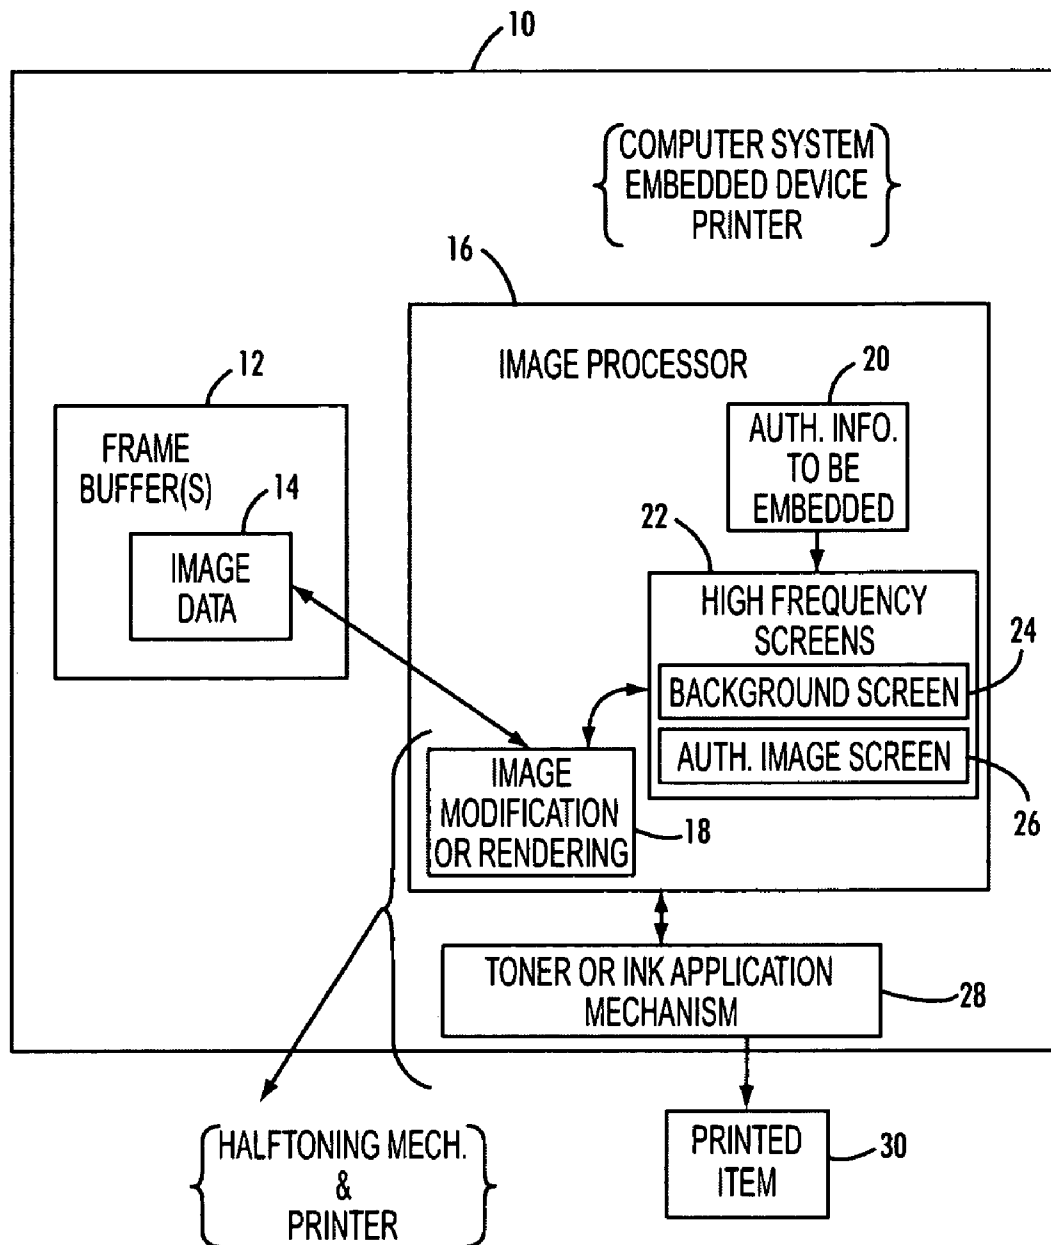 10
COMPUTER SYSTEM
EMBEDDED DEVICE
PRINTER
16
IMAGE PROCESSOR
20
AUTH. INFO.
TO BE
EMBEDDED
12
FRAME
BUFFER(S)
14
IMAGE
DATA
22
HIGH FREQUENCY
SCREENS
24
BACKGROUND SCREEN
AUTH. IMAGE SCREEN
26
IMAGE
MODIFICATION
OR RENDERING
18
TONER OR INK APPLICATION
MECHANISM
28
HALFTONING MECH.
&
PRINTER
PRINTED
ITEM
30